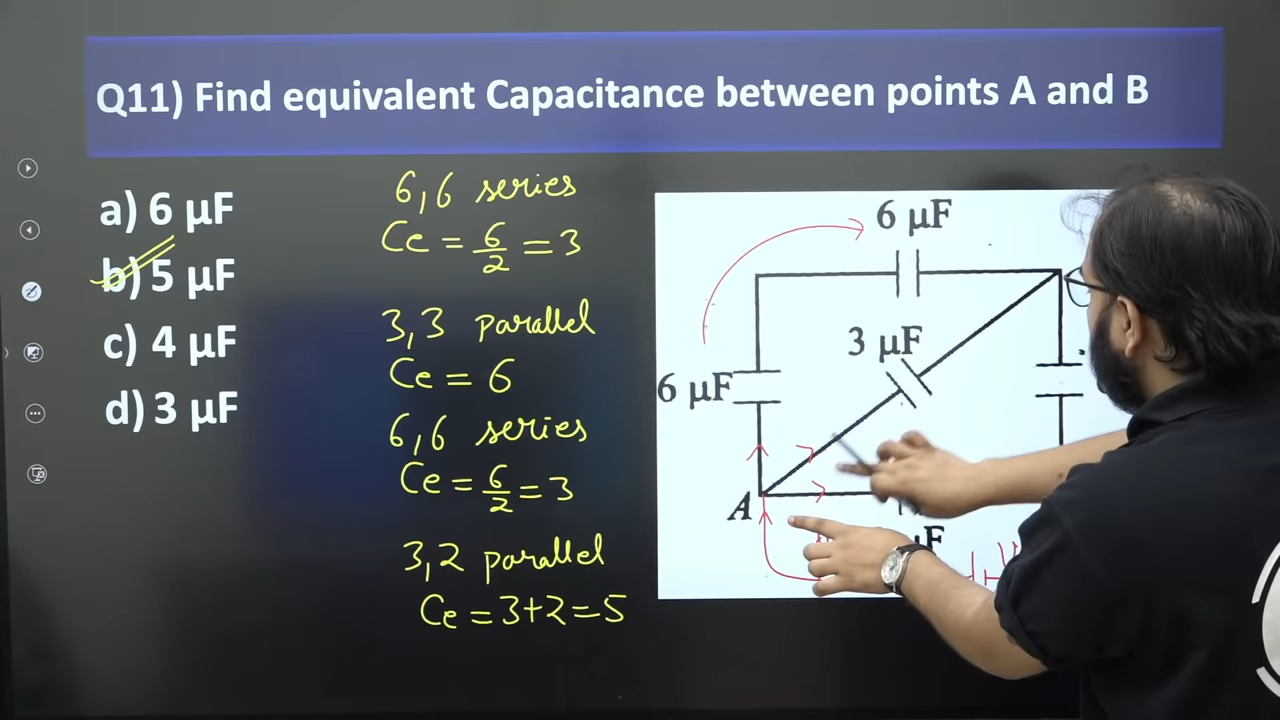 Q11) Find equivalent Capacitance between points A and B
a) 6 μF
b) 5 μF
c) 4 μF
d) 3 μF
6,6 series
Ce = 6/2 = 3
3,3 parallel
Ce = 6
6,6 series
Ce = 6/2 = 3
3,2 parallel
Ce = 3+2=5
6 μF
3 μF
6 μF
A